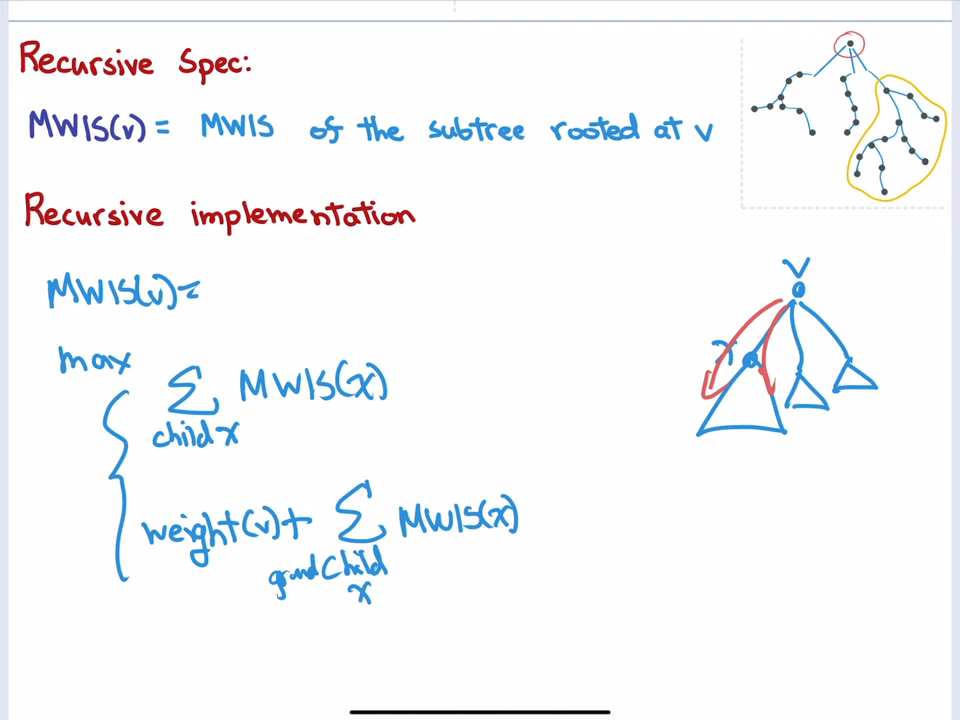 Recursive Spec:
MWIS(v) = MWIS of the subtree rooted at v
Recursive implementation
MWIS(v)=
max
∑ MWIS(x)
child x
weight(v)+ ∑ MWIS(x)
grandchild
x
v
x